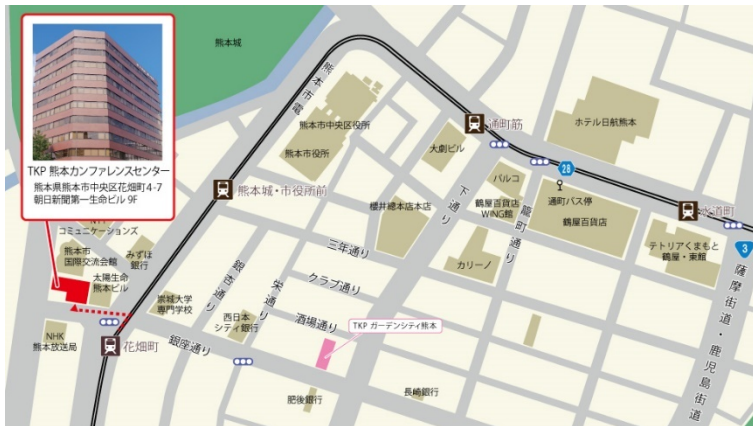 熊本城
熊本市電
熊本市中央区役所
熊本市役所
通町筋
大劇ビル
ホテル日航熊本
28
TKP 熊本カンファレンスセンター
熊本県熊本市中央区花畑町4-7
朝日新聞第一生命ビル 9F
熊本城・市役所前
櫻井總本店本店
下通り
パルコ
鶴屋百貨店
WING館
通町バス停
鶴屋百貨店
水道町
コミュニケーションズ
熊本市
国際交流会館
みずほ
銀行
太陽生命
熊本ビル
三年通り
カリーノ
テトリアくまもと
鶴屋・東館
3
クラブ通り
銀杏通り
栄通り
崇城大学
専門学校
西日本
シティ銀行
酒場通り
TKP ガーデンシティ熊本
薩摩街道・鹿児島街道
NHK
熊本放送局
花畑町
銀座通り
肥後銀行
長崎銀行